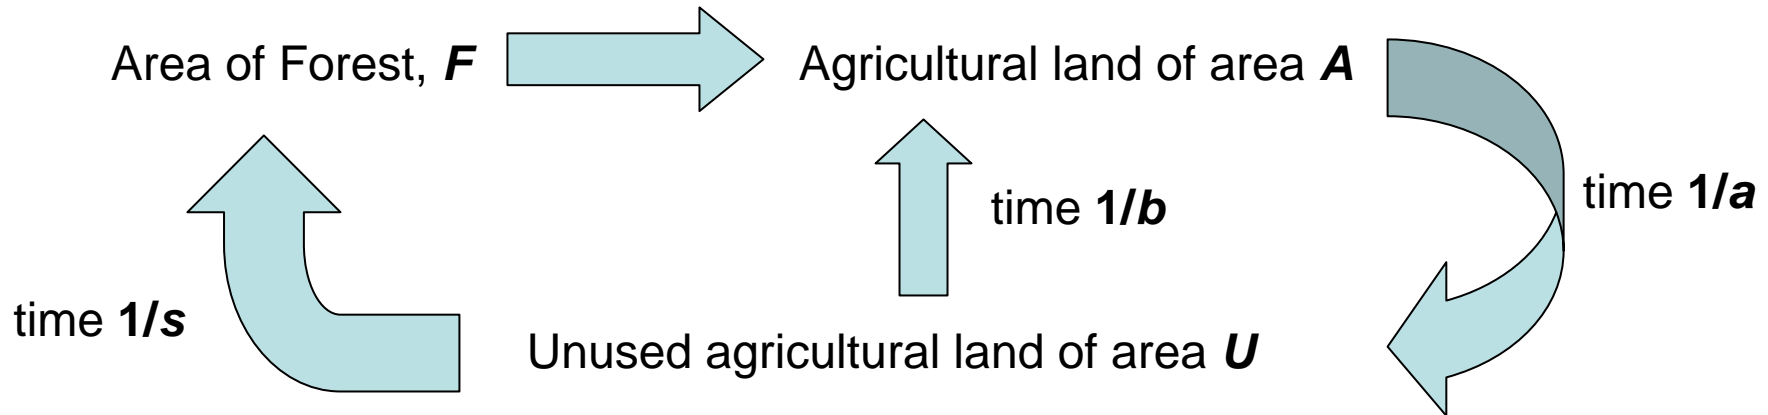 Area of Forest, F
Agricultural land of area A
time 1/a
time 1/b
time 1/s
Unused agricultural land of area U